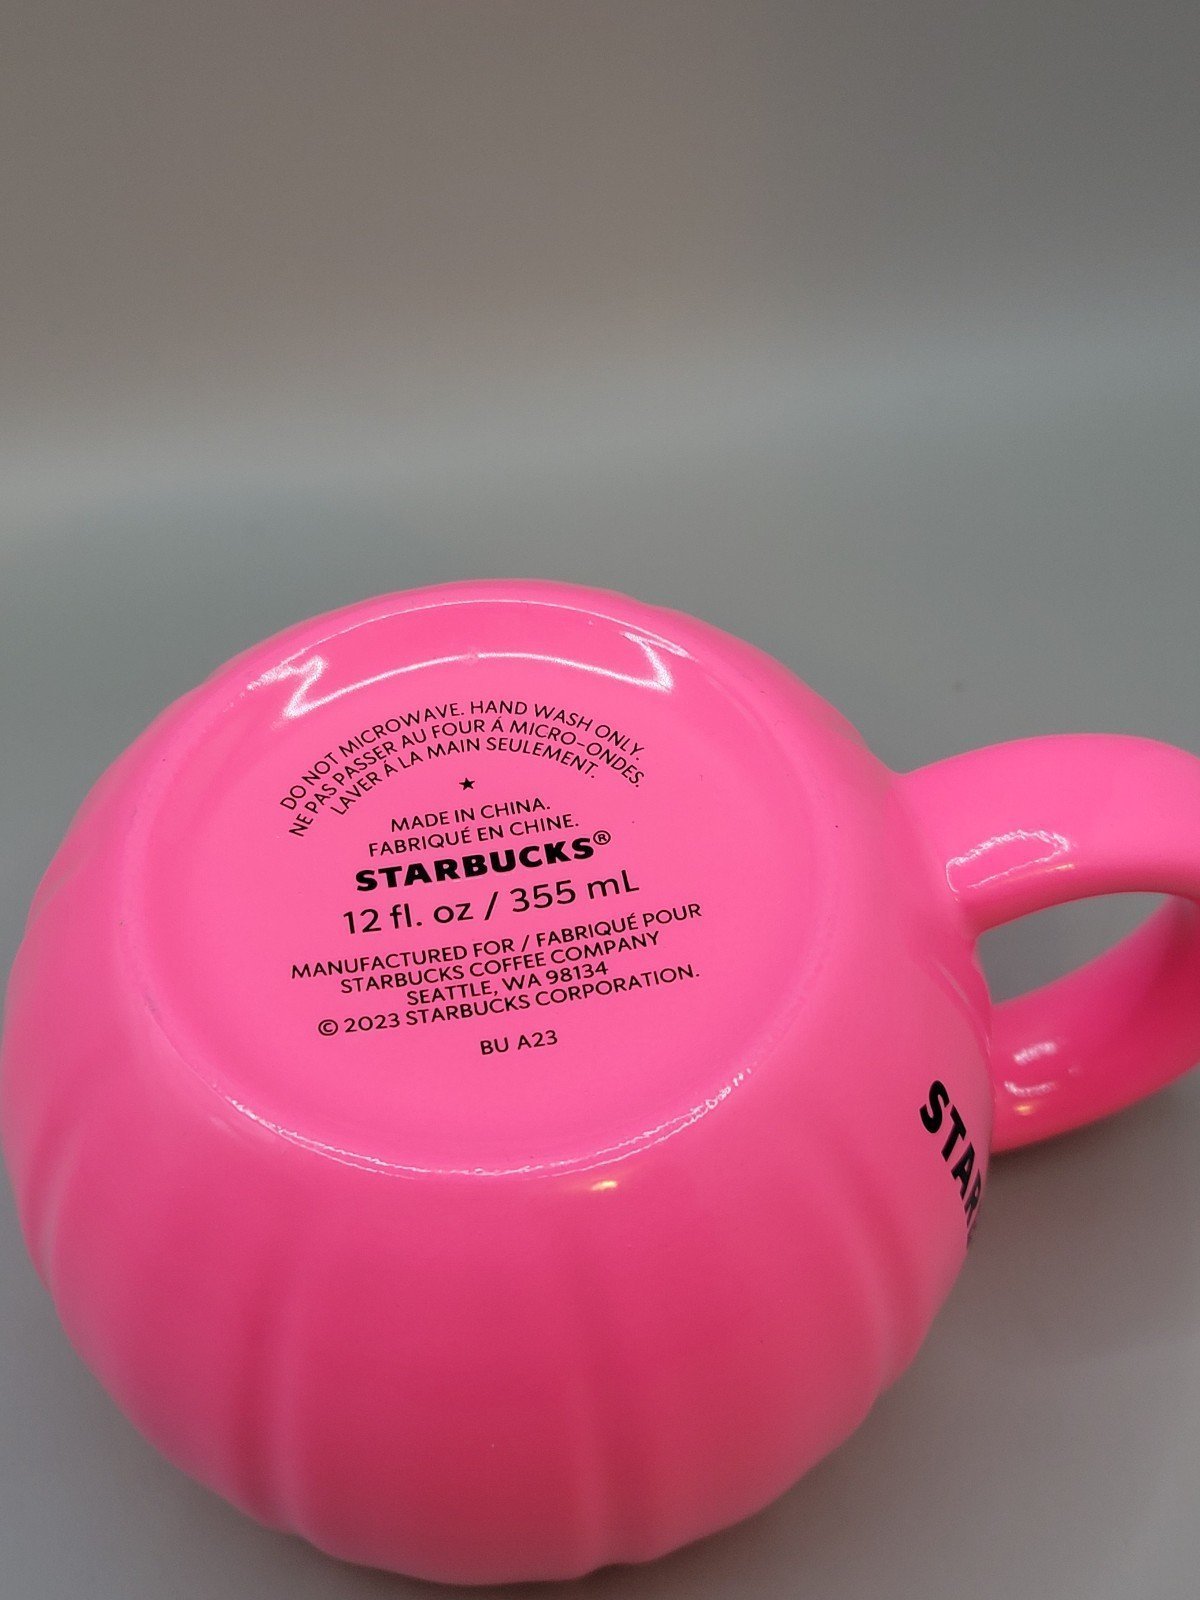 DO NOT MICROWAVE. HAND WASH ONLY.
NE PAS PASSER AU FOUR Á MICRO-ONDES.
LAVER À LA MAIN SEULEMENT.
★
MADE IN CHINA.
FABRIQUÉ EN CHINE.
STARBUCKS®
12 fl. oz / 355 mL
MANUFACTURED FOR / FABRIQUÉ POUR
STARBUCKS COFFEE COMPANY
SEATTLE, WA 98134
© 2023 STARBUCKS CORPORATION.
BU A23
STAR